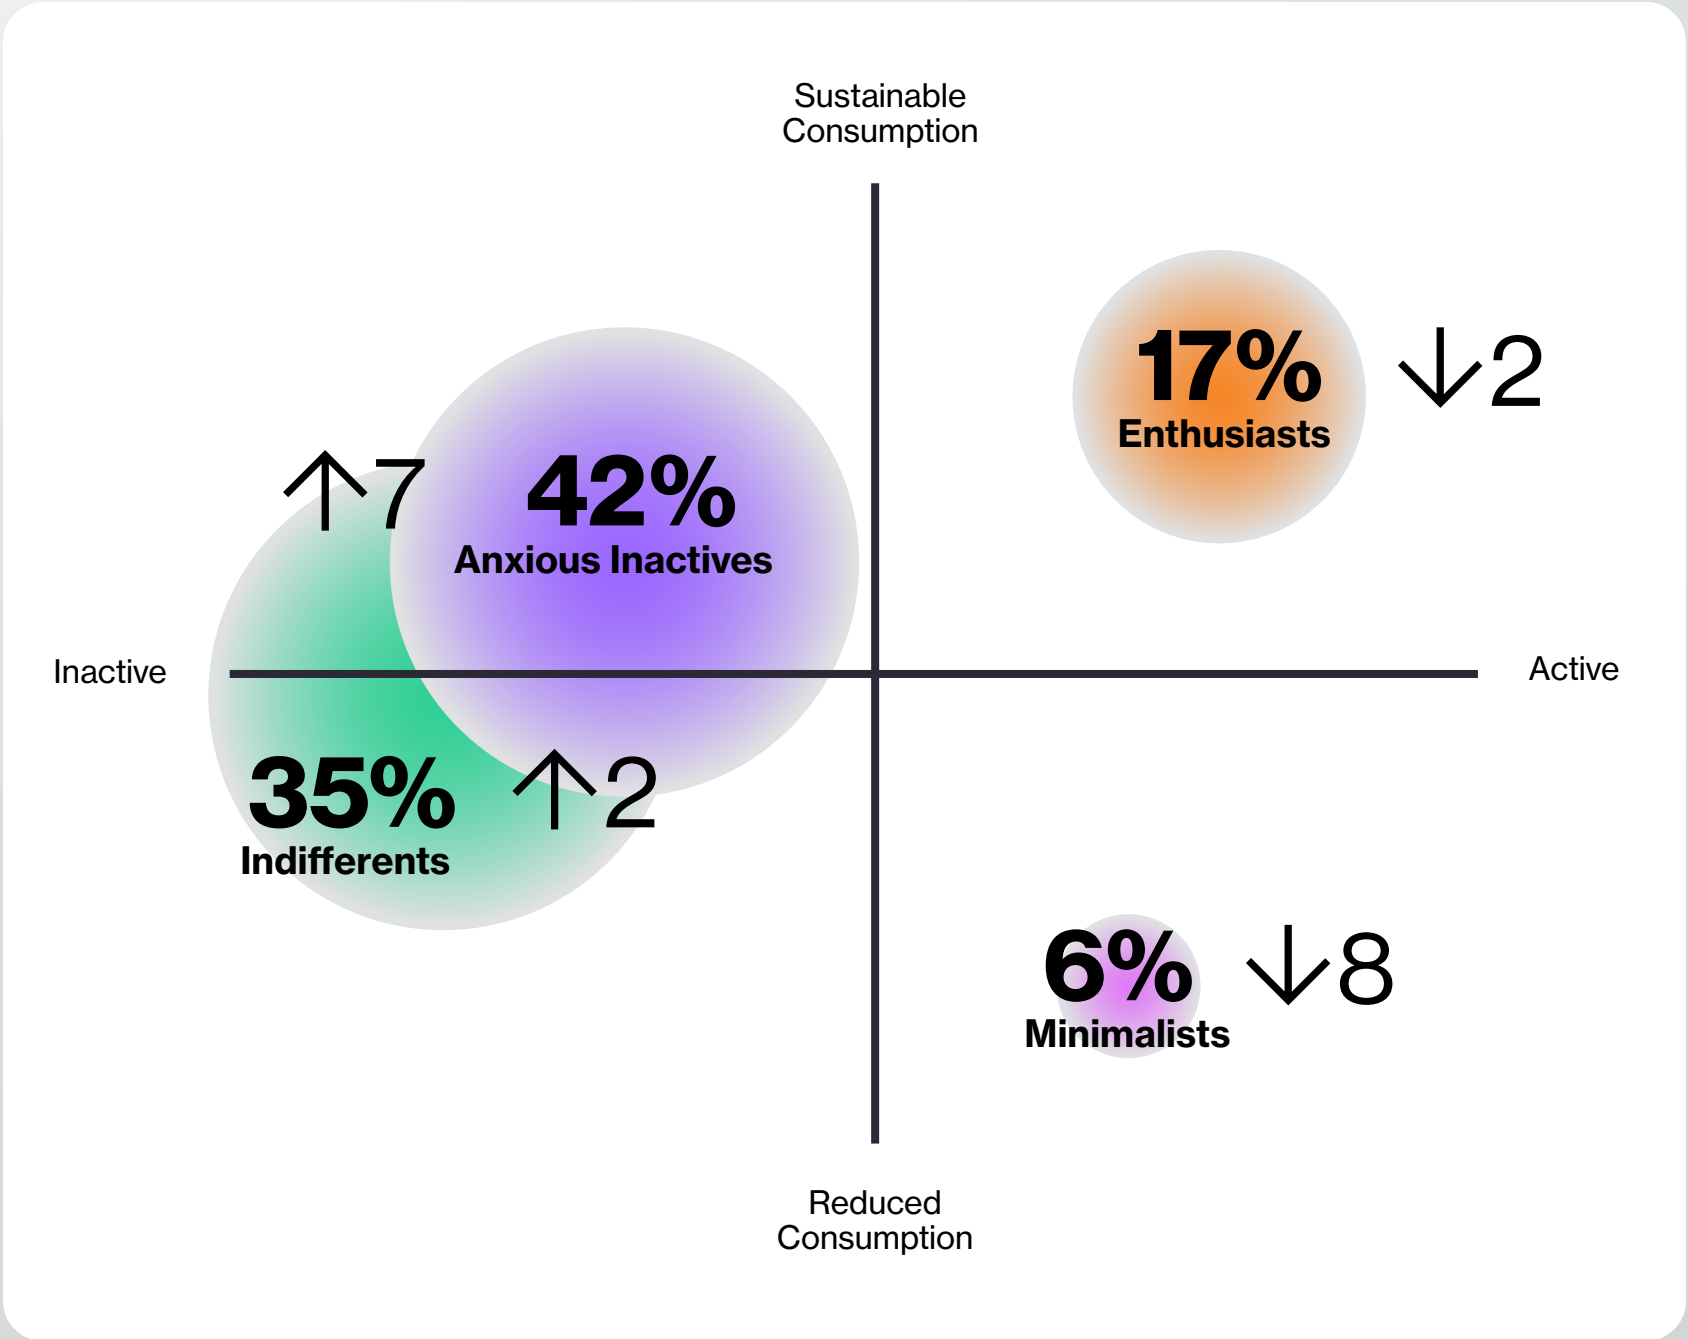 Sustainable
Consumption
17%
Enthusiasts
↓2
↑7
42%
Anxious Inactives
Inactive
Active
35%
Indifferents
↑2
6%
Minimalists
↓8
Reduced
Consumption